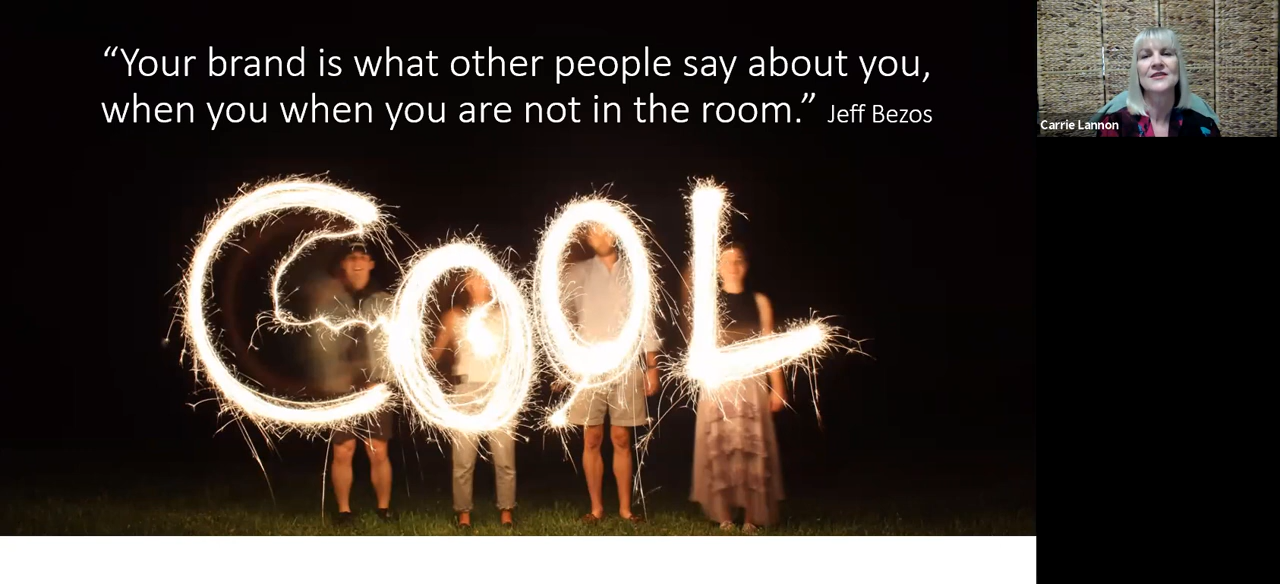 “Your brand is what other people say about you,
when you when you are not in the room.” Jeff Bezos
Carrie Lannon
COOL